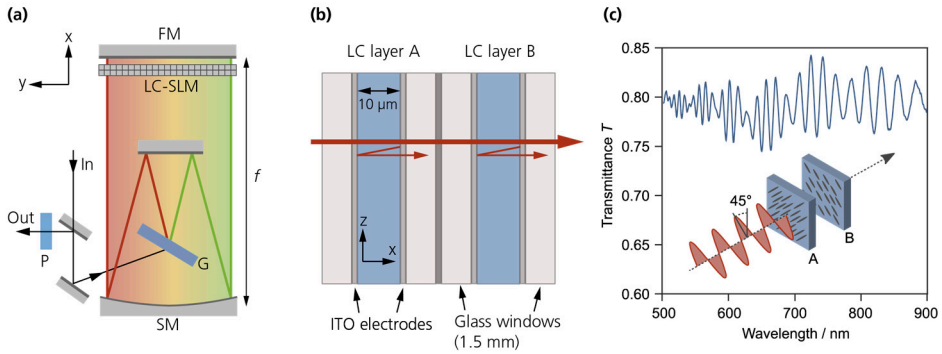 (a)
FM
x
y
LC-SLM
In
f
Out
P
G
SM
(b)
LC layer A
LC layer B
10 µm
z
x
ITO electrodes
Glass windows
(1.5 mm)
(c)
0.85
0.80
0.75
0.70
0.65
0.60
Transmittance T
45°
A
B
500
600
700
800
900
Wavelength / nm